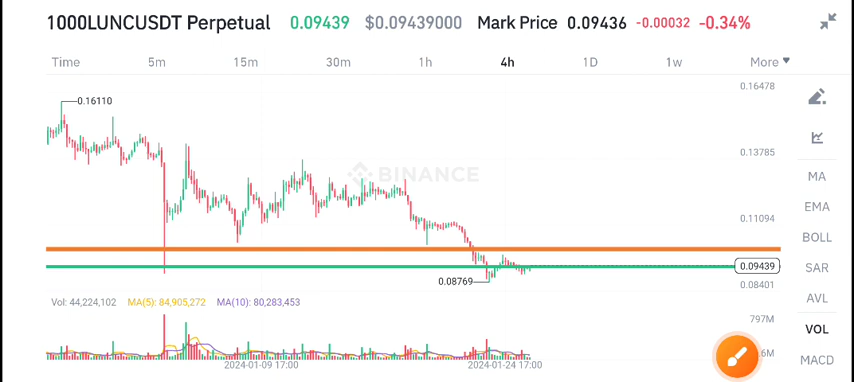 1000LUNCUSDT Perpetual 0.09439 $0.09439000 Mark Price 0.09436 -0.00032 -0.34%
Time 5m 15m 30m 1h 4h 1D 1w More
0.16478
0.16110
BINANCE
0.13785
0.11094
0.09439
0.08769
0.08401
Vol: 44,224,102 MA(5): 84,905,272 MA(10): 80,283,453
797M
2024-01-09 17:00 2024-01-24 17:00
MA
EMA
BOLL
SAR
AVL
VOL
MACD